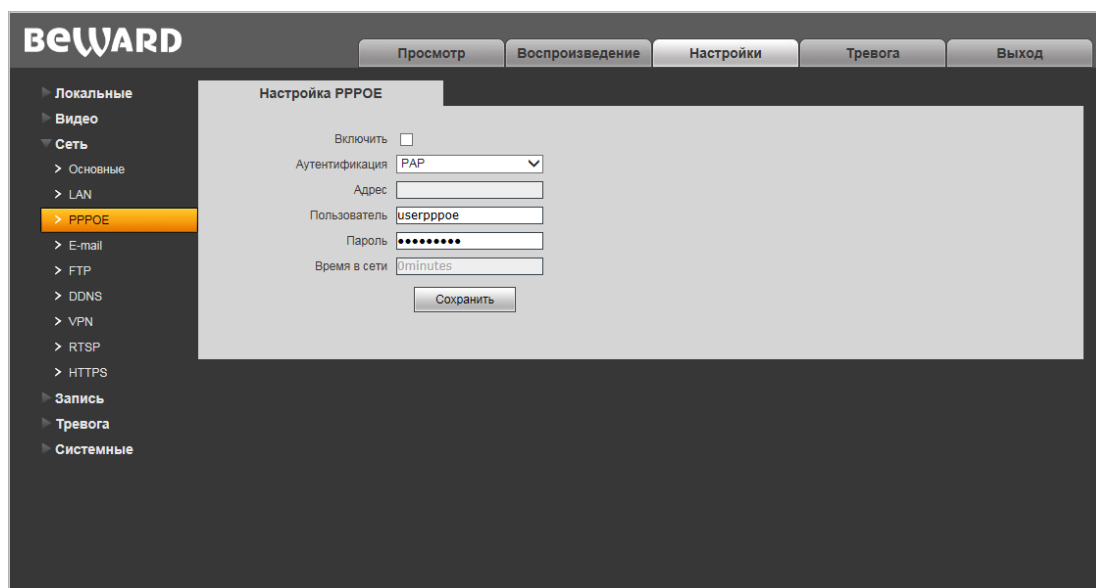 BEWARD
Просмотр
Воспроизведение
Настройки
Тревога
Выход
Локальные
Видео
Сеть
Основные
LAN
PPPOE
E-mail
FTP
DDNS
VPN
RTSP
HTTPS
Запись
Тревога
Системные
Настройка PPPOE
Включить
Аутентификация PAP
Адрес
Пользователь userpppoe
Пароль •••••••••
Время в сети 0minutes
Сохранить